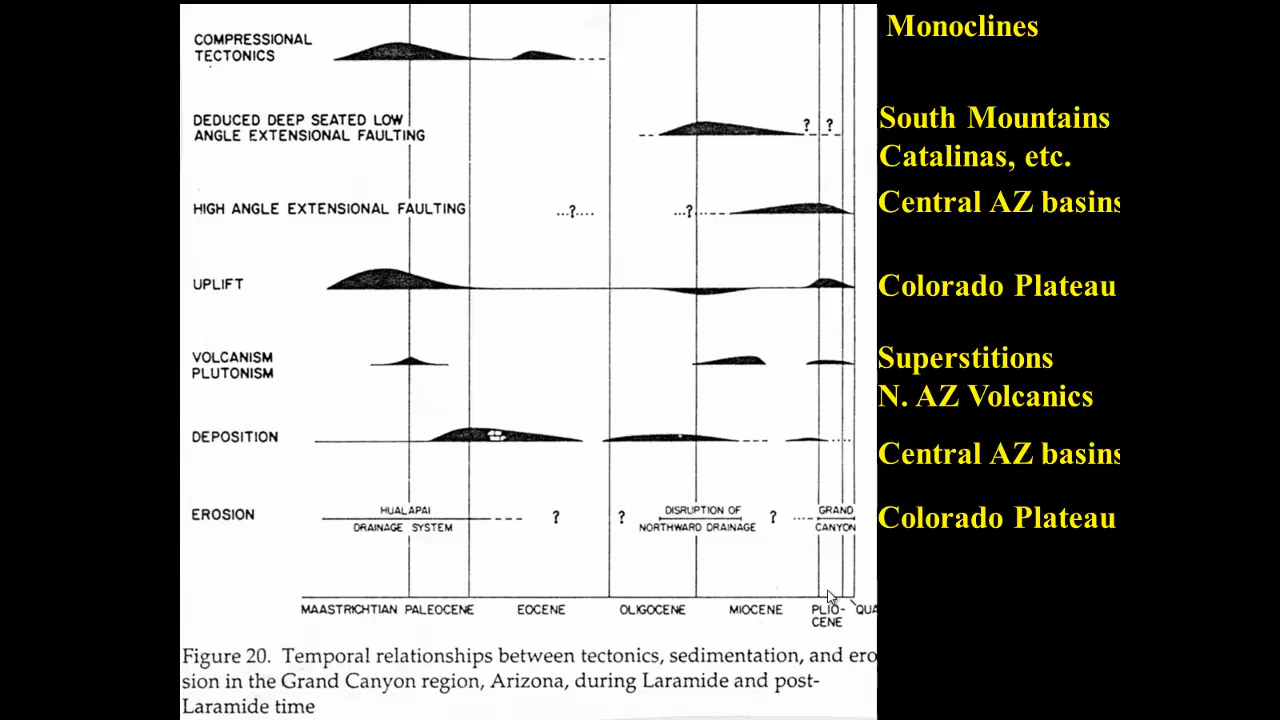 COMPRESSIONAL
TECTONICS
Monoclines
DEDUCED DEEP SEATED LOW
ANGLE EXTENSIONAL FAULTING
? ?
South Mountains
Catalinas, etc.
HIGH ANGLE EXTENSIONAL FAULTING
...?....
...?
Central AZ basins
UPLIFT
Colorado Plateau
VOLCANISM
PLUTONISM
Superstitions
N. AZ Volcanics
DEPOSITION
Central AZ basins
EROSION
HUALAPAI
DRAINAGE SYSTEM
?
?
DISRUPTION OF
NORTHWARD DRAINAGE
?
GRAND
CANYON
Colorado Plateau
MAASTRICHTIAN PALEOCENE EOCENE OLIGOCENE MIOCENE PLIO-
CENE
QUA
Figure 20. Temporal relationships between tectonics, sedimentation, and ero
sion in the Grand Canyon region, Arizona, during Laramide and post-
Laramide time